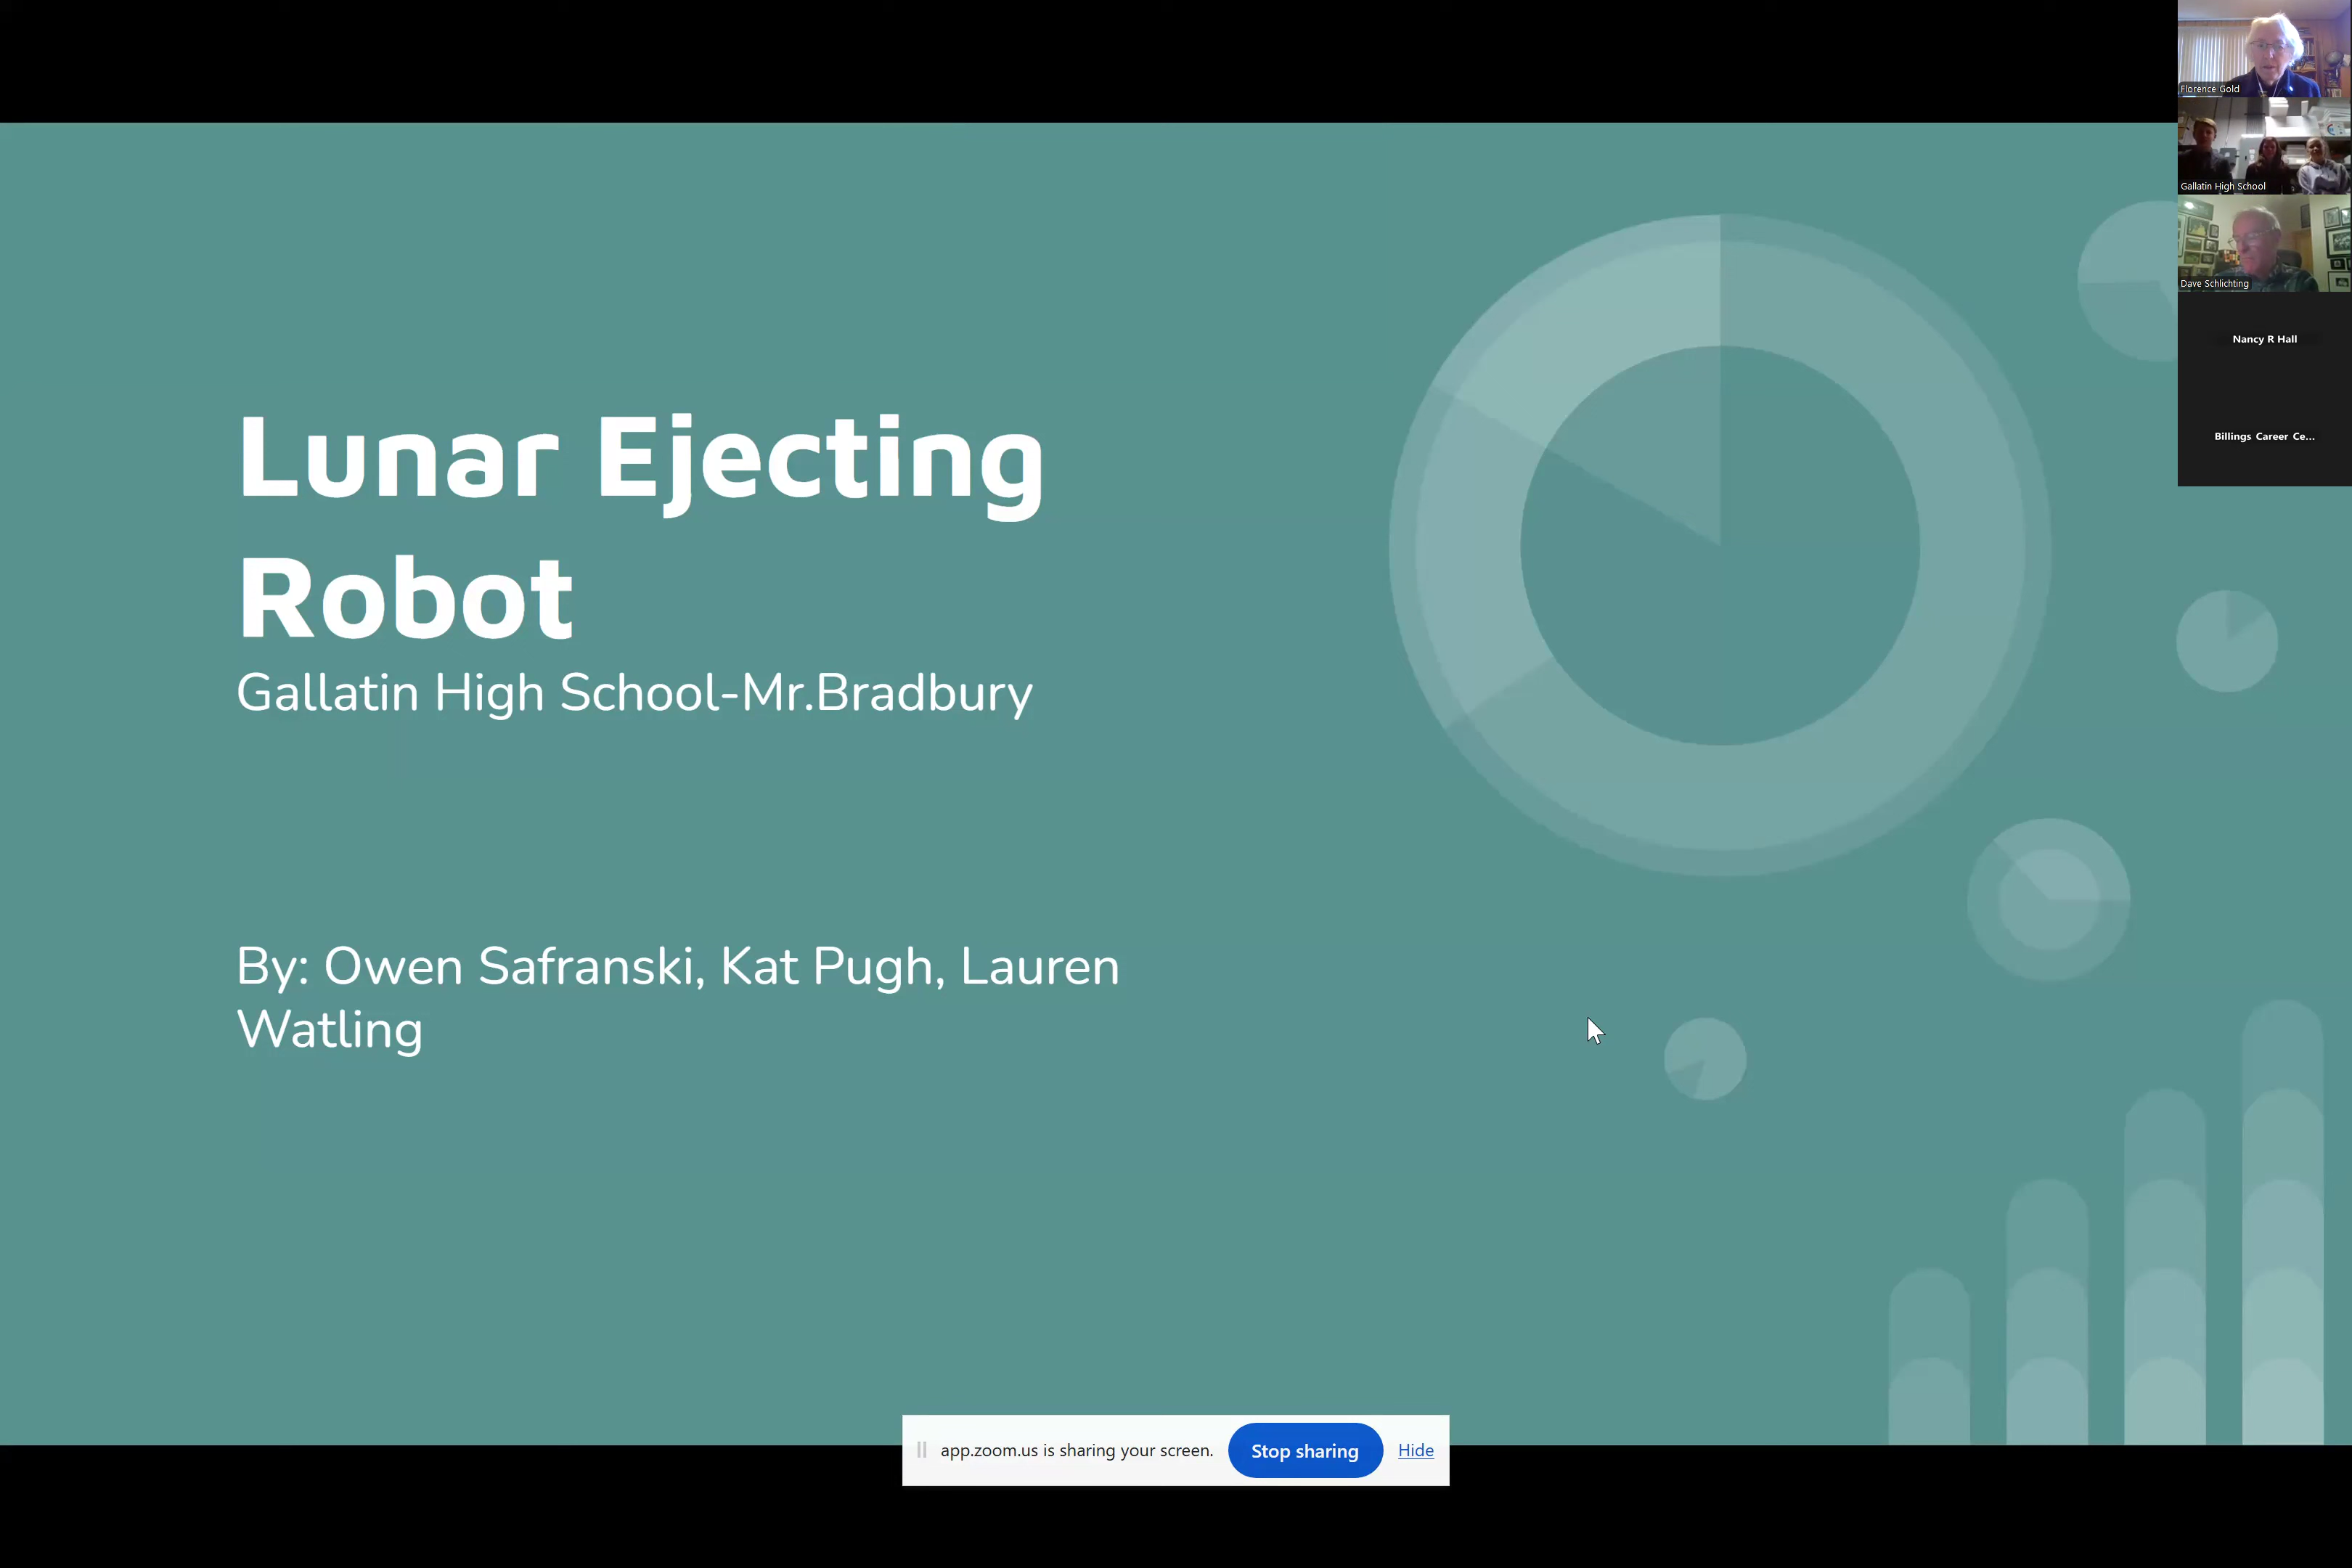 Lunar Ejecting
Robot
Gallatin High School-Mr.Bradbury
By: Owen Safranski, Kat Pugh, Lauren
Watling
Florence Gold
Gallatin High School
Dave Schlichting
Nancy R Hall
Billings Career Ce...
app.zoom.us is sharing your screen. Stop sharing Hide